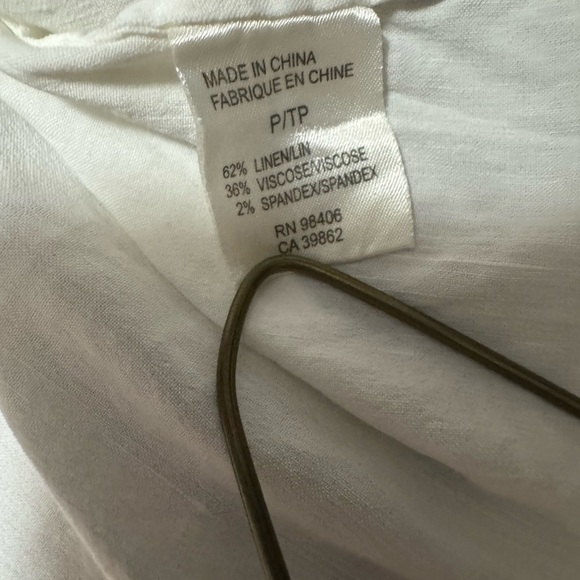 MADE IN CHINA
FABRIQUE EN CHINE
P/TP
62% LINEN/LIN
36% VISCOSE/VISCOSE
2% SPANDEX/SPANDEX
RN 98406
CA 39862